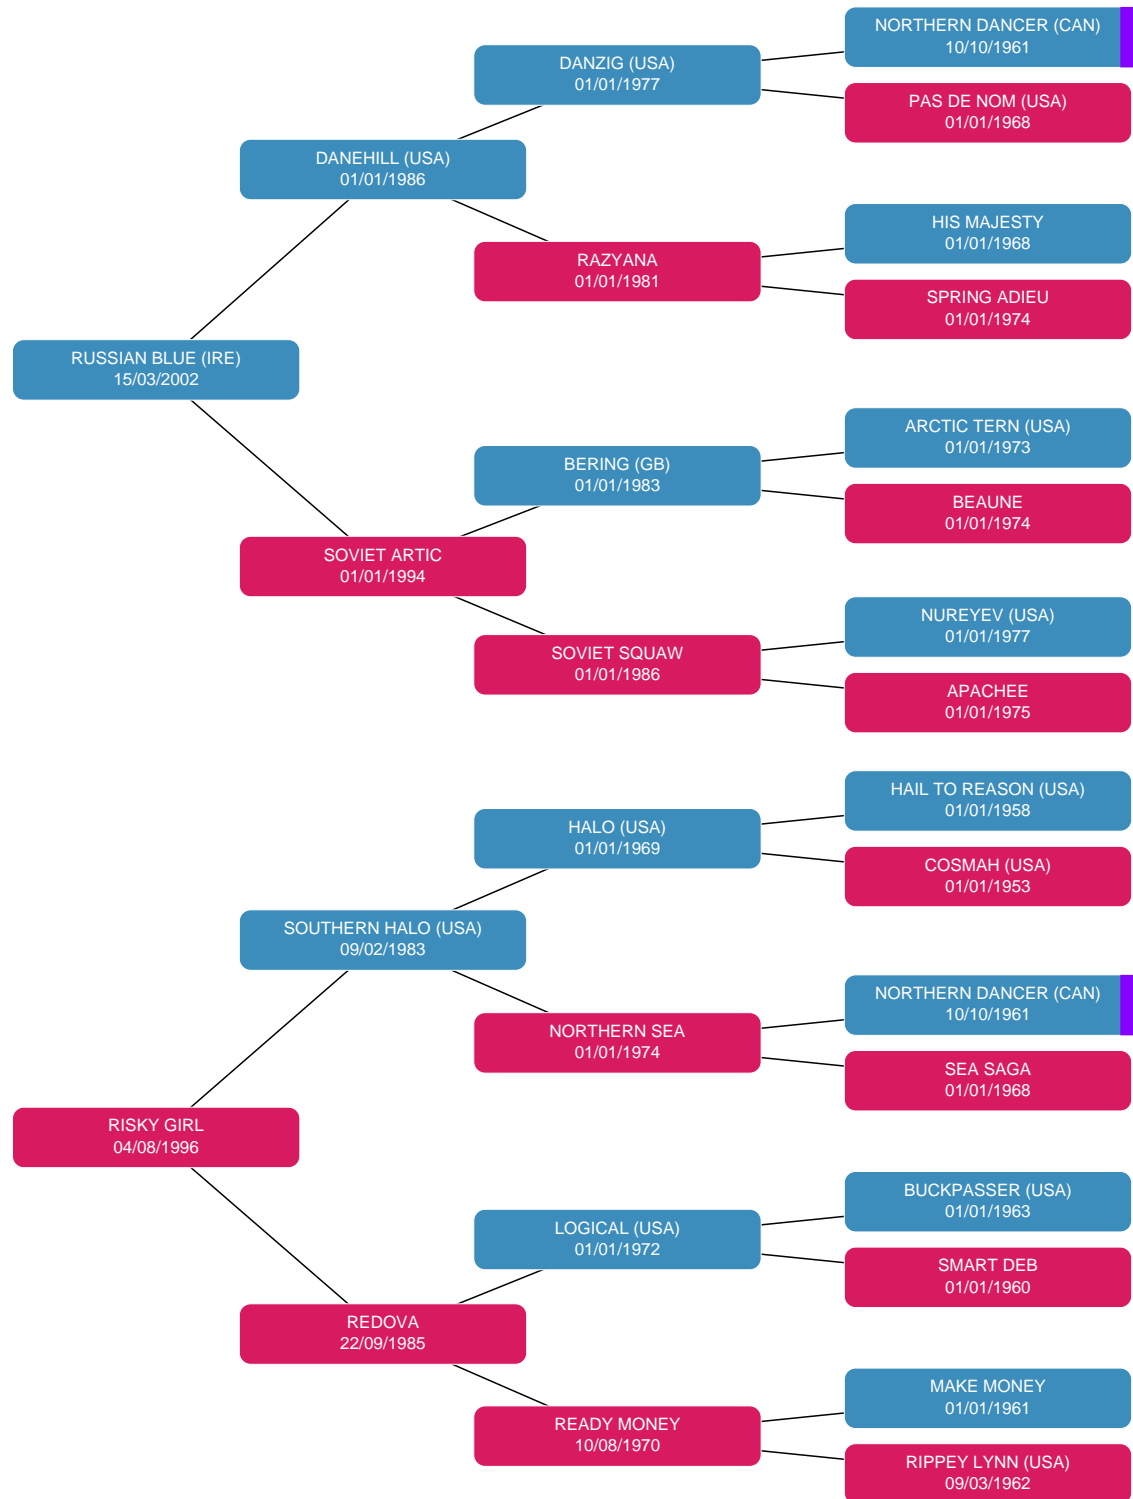 NORTHERN DANCER (CAN)
10/10/1961
DANZIG (USA)
01/01/1977
PAS DE NOM (USA)
01/01/1968
DANEHILL (USA)
01/01/1986
HIS MAJESTY
01/01/1968
RAZYANA
01/01/1981
SPRING ADIEU
01/01/1974
RUSSIAN BLUE (IRE)
15/03/2002
ARCTIC TERN (USA)
01/01/1973
BERING (GB)
01/01/1983
BEAUNE
01/01/1974
SOVIET ARTIC
01/01/1994
NUREYEV (USA)
01/01/1977
SOVIET SQUAW
01/01/1986
APACHEE
01/01/1975
HAIL TO REASON (USA)
01/01/1958
HALO (USA)
01/01/1969
COSMAH (USA)
01/01/1953
SOUTHERN HALO (USA)
09/02/1983
NORTHERN DANCER (CAN)
10/10/1961
NORTHERN SEA
01/01/1974
SEA SAGA
01/01/1968
RISKY GIRL
04/08/1996
BUCKPASSER (USA)
01/01/1963
LOGICAL (USA)
01/01/1972
SMART DEB
01/01/1960
REDOVA
22/09/1985
MAKE MONEY
01/01/1961
READY MONEY
10/08/1970
RIPPEY LYNN (USA)
09/03/1962